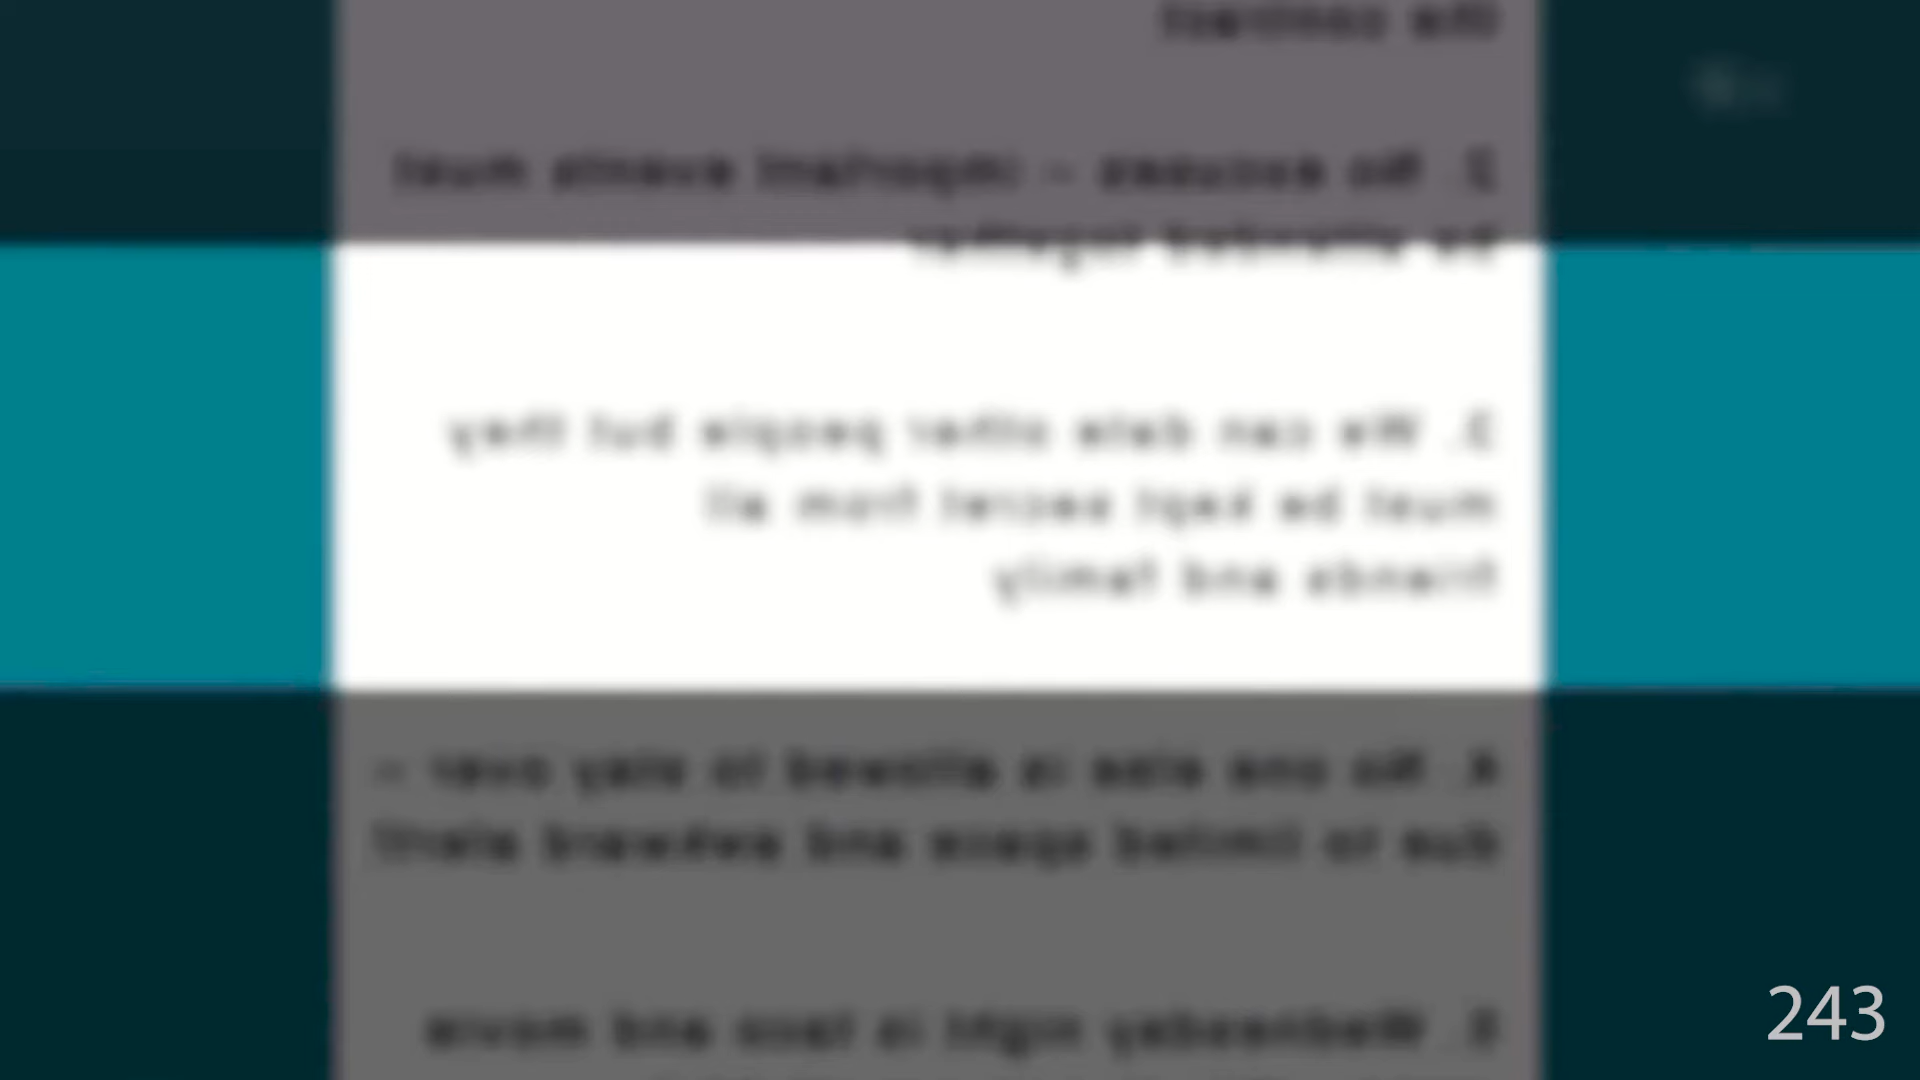 the contract
2. No excuses – important events must
be attended together
3. We can date other people but they
must be kept secret from all
friends and family
4. No one else is allowed to stay over –
due to limited space and awkward
5. Wednesday night is taco and movie
243